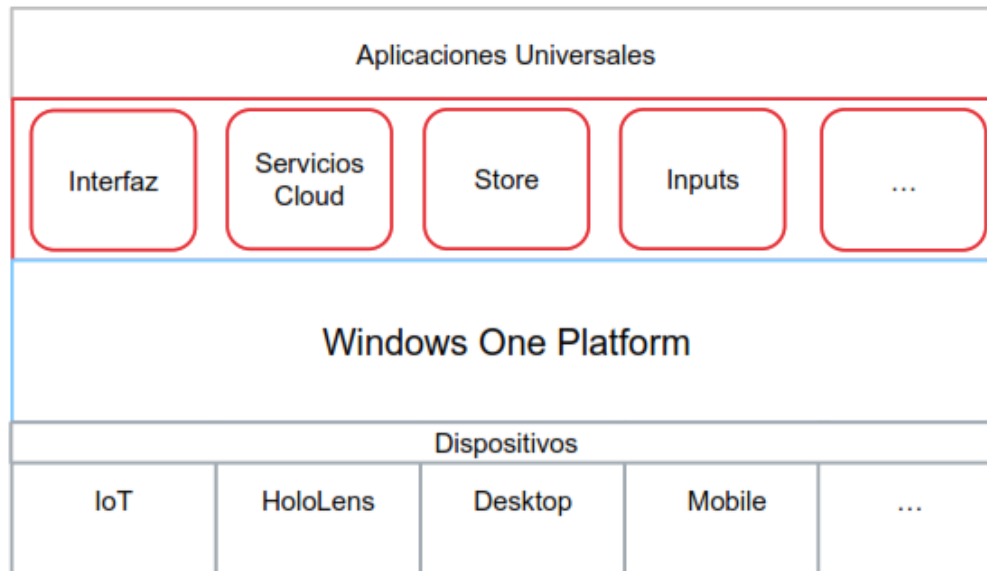 Aplicaciones Universales
Interfaz
Servicios
Cloud
Store
Inputs
…
Windows One Platform
Dispositivos
IoT
HoloLens
Desktop
Mobile
…